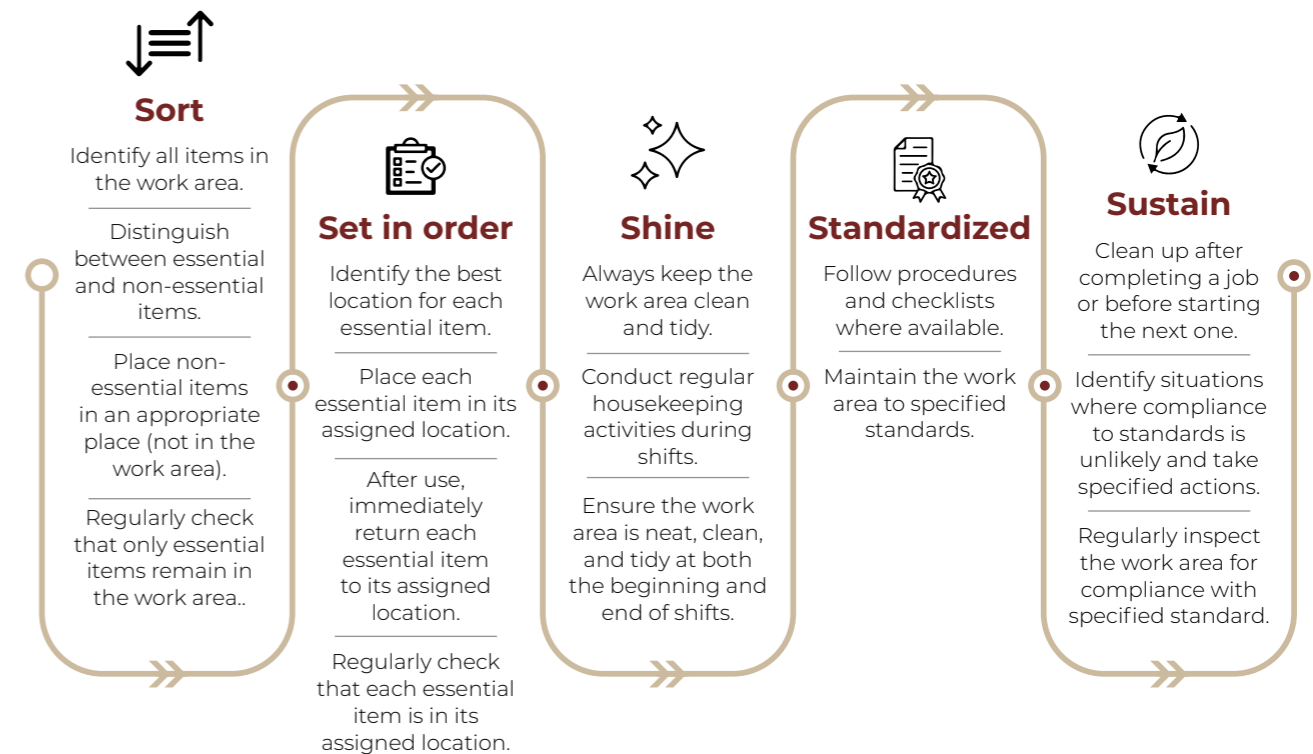 Sort
Identify all items in
the work area.
Distinguish
between essential
and non-essential
items.
Place non-
essential items
in an appropriate
place (not in the
work area).
Regularly check
that only essential
items remain in
the work area..
Set in order
Identify the best
location for each
essential item.
Place each
essential item in its
assigned location.
After use,
immediately
return each
essential item
to its assigned
location.
Regularly check
that each essential
item is in its
assigned location.
Shine
Always keep the
work area clean
and tidy.
Conduct regular
housekeeping
activities during
shifts.
Ensure the work
area is neat, clean,
and tidy at both
the beginning and
end of shifts.
Standardized
Follow procedures
and checklists
where available.
Maintain the work
area to specified
standards.
Sustain
Clean up after
completing a job
or before starting
the next one.
Identify situations
where compliance
to standards is
unlikely and take
specified actions.
Regularly inspect
the work area for
compliance with
specified standard.